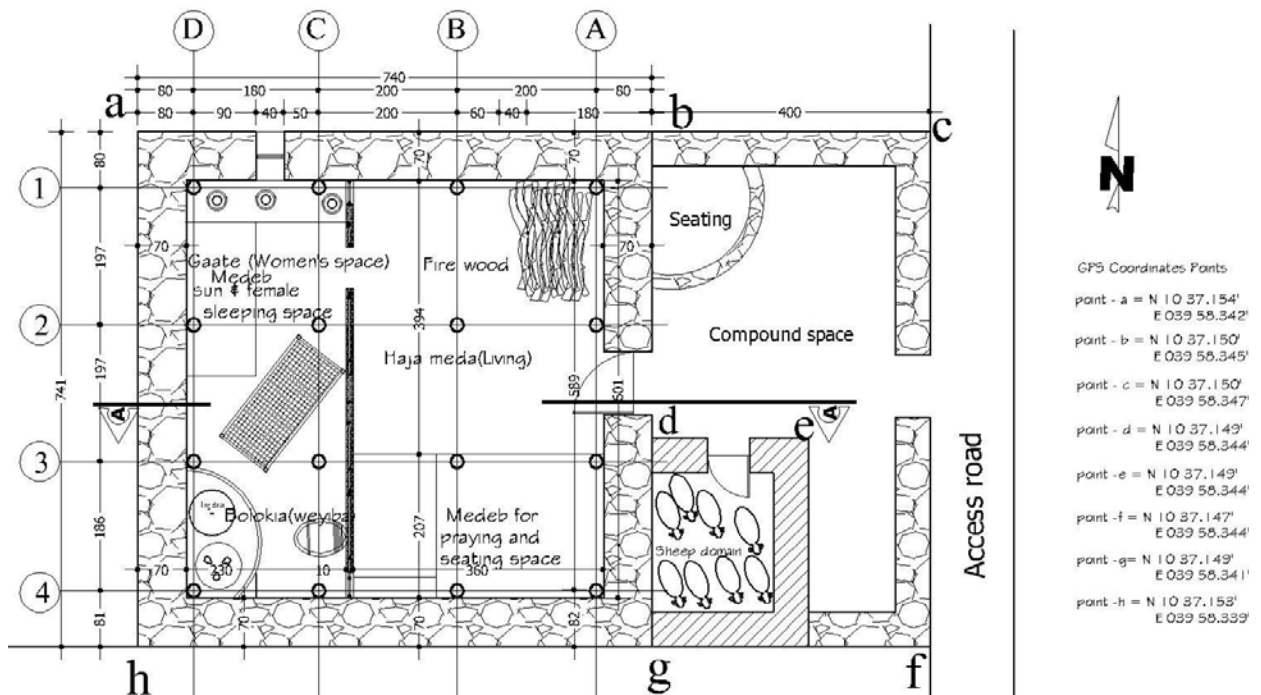 D C B A
740
80 180 200 200 80
a 80 90 40 50 200 60 40 180 b 400 c
1 2 3 4
80
197
197
186
81
741
70
70
70
70
Seating
Gaate (Women's space)
Medeb
sun & female
sleeping space
Fire wood
394
Compound space
Haja meda(Living)
589
601
A
A
d e
Bolokia(weyiba)
207
Medeb for
praying and
seating space
Sheep domain
70 230 10 360
70
82
h g f
Access road
N
GPS Coordinates Points
point - a = N 10 37.154'
E 039 58.342'
point - b = N 10 37.150'
E 039 58.345'
point - c = N 10 37.150'
E 039 58.347'
point - d = N 10 37.149'
E 039 58.344'
point -e = N 10 37.149'
E 039 58.344'
point -f = N 10 37.147'
E 039 58.344'
point -g= N 10 37.149'
E 039 58.341'
point -h = N 10 37.153'
E 039 58.339'